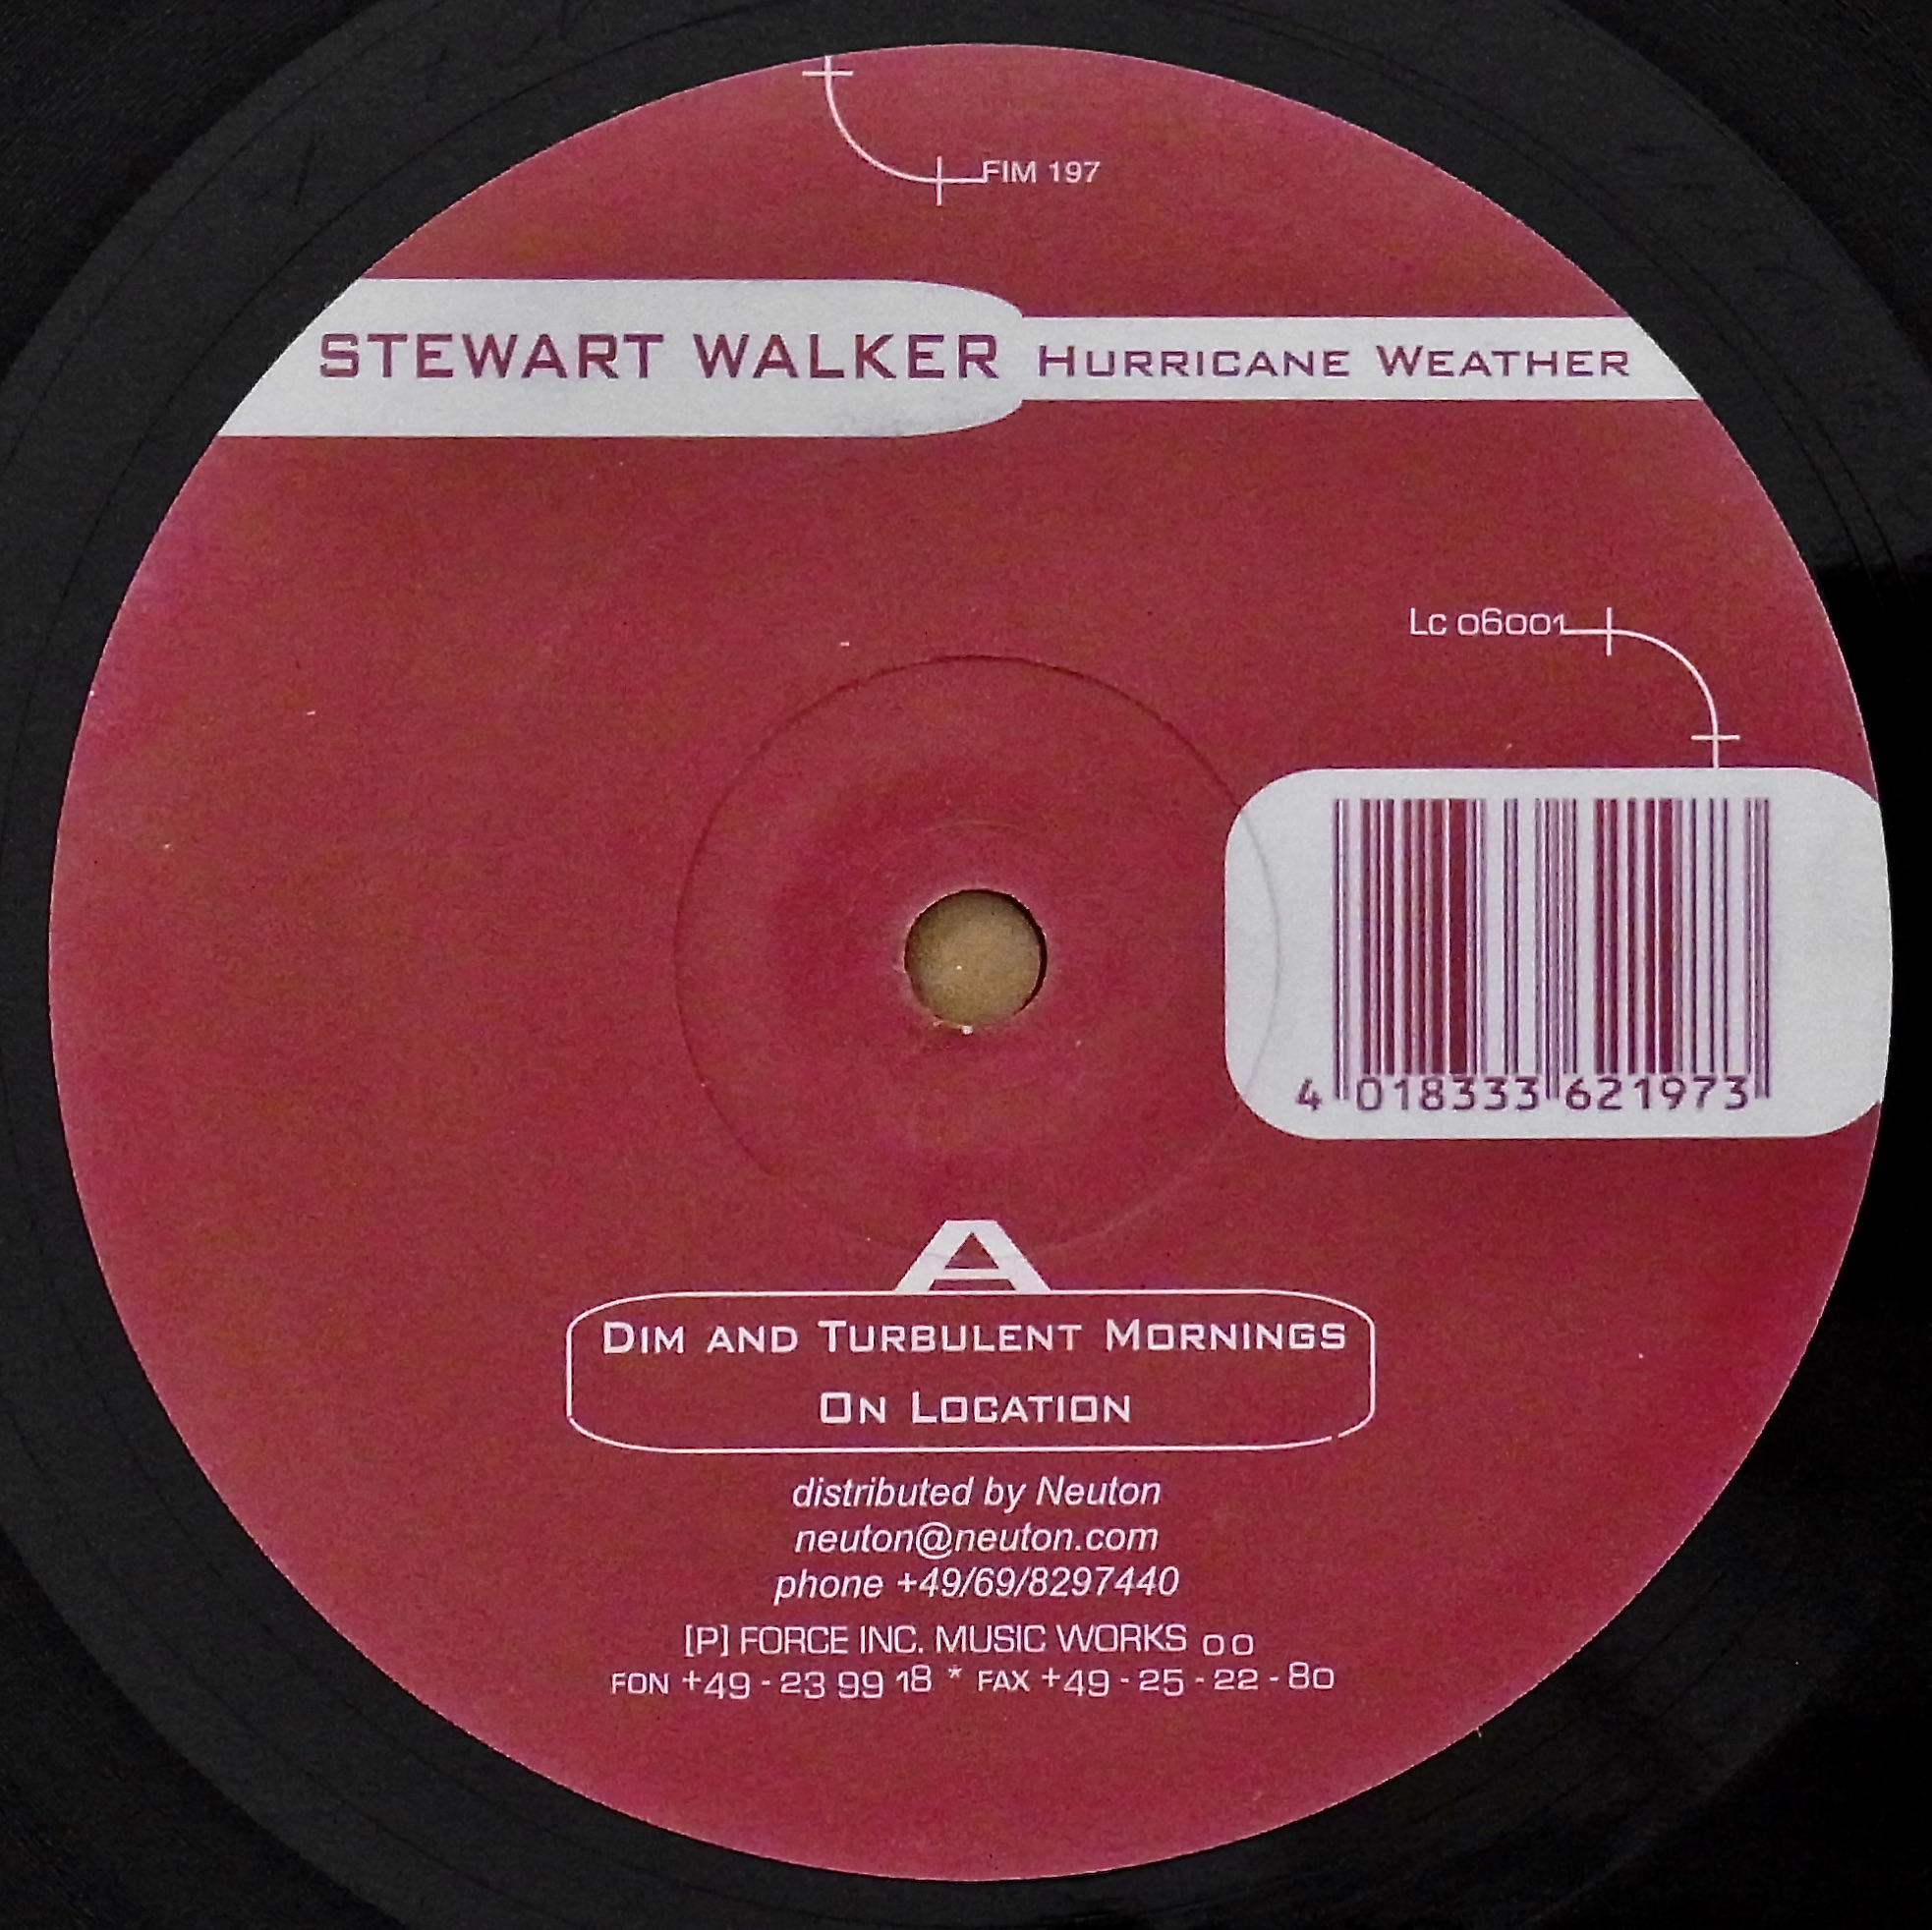 FIM 197
STEWART WALKER HURRICANE WEATHER
LC 06001
4 018333 621973
A
DIM AND TURBULENT MORNINGS
ON LOCATION
distributed by Neuton
neuton@neuton.com
phone +49/69/8297440
[P] FORCE INC. MUSIC WORKS 00
FON +49 - 23 99 18 * FAX +49 - 25 - 22 - 80